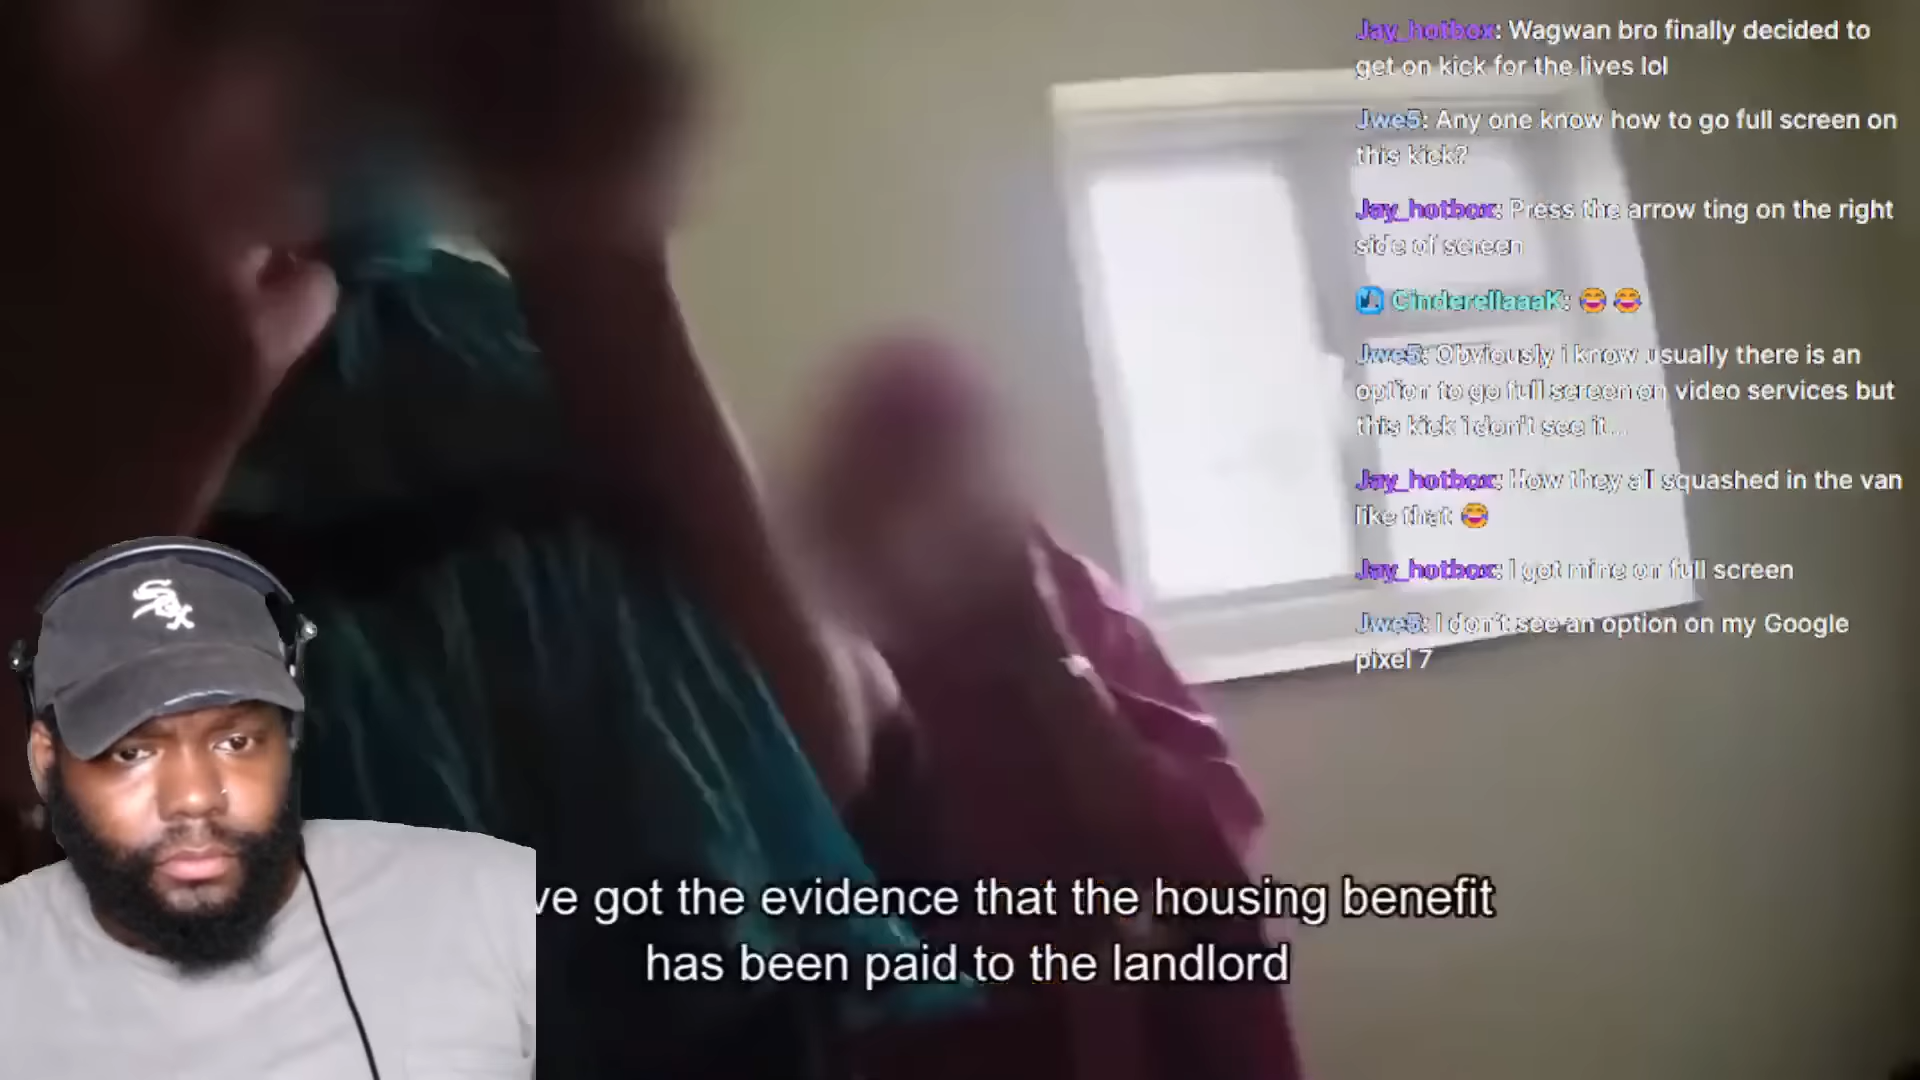 Jay_hotbox: Wagwan bro finally decided to
get on kick for the lives lol
Jwe5: Any one know how to go full screen on
this kick?
Jay_hotbox: Press the arrow ting on the right
side of screen
CinderellaaaK: 😂 😂
Jwe5: Obviously i know usually there is an
option to go full screen on video services but
this kick i don't see it...
Jay_hotbox: How they all squashed in the van
like that 😂
Jay_hotbox: I got mine on full screen
Jwe5: I don't see an option on my Google
pixel 7
Sox
've got the evidence that the housing benefit
has been paid to the landlord